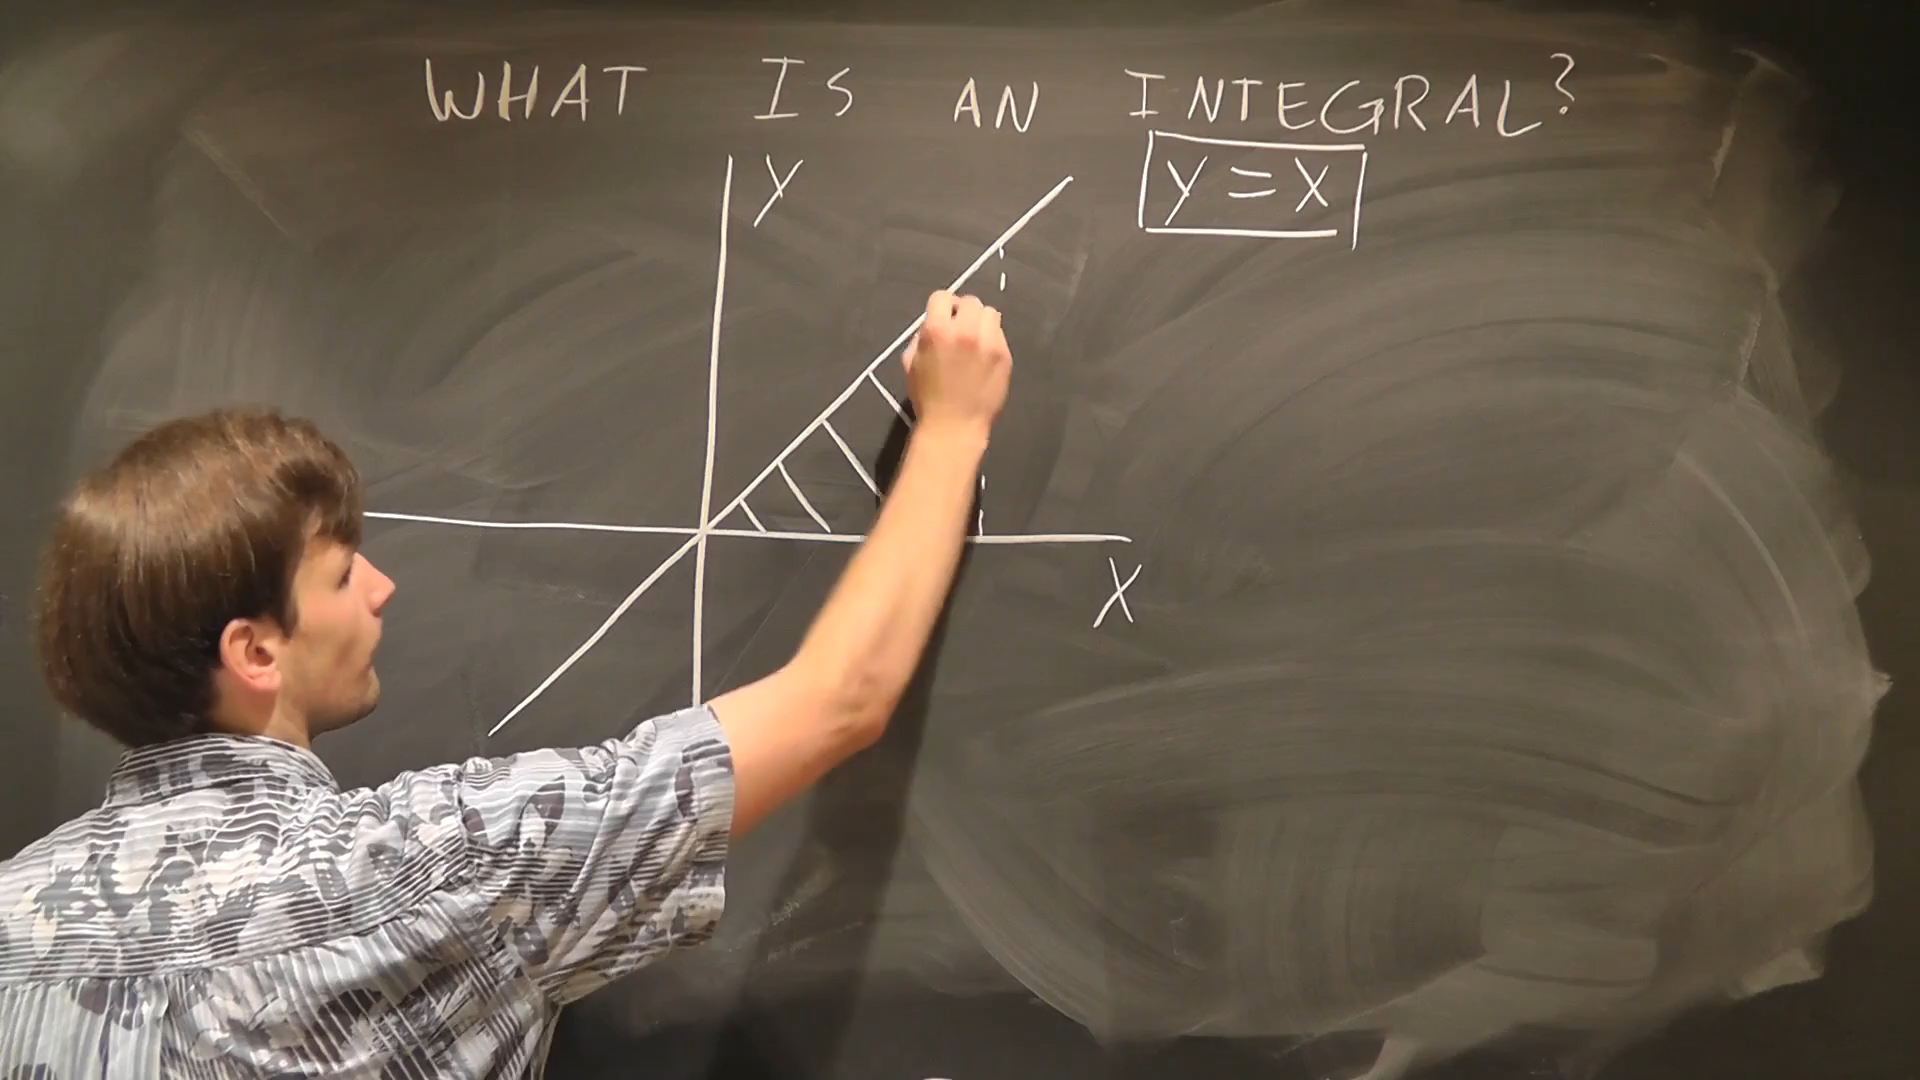 WHAT IS AN INTEGRAL?
Y
y = x
X